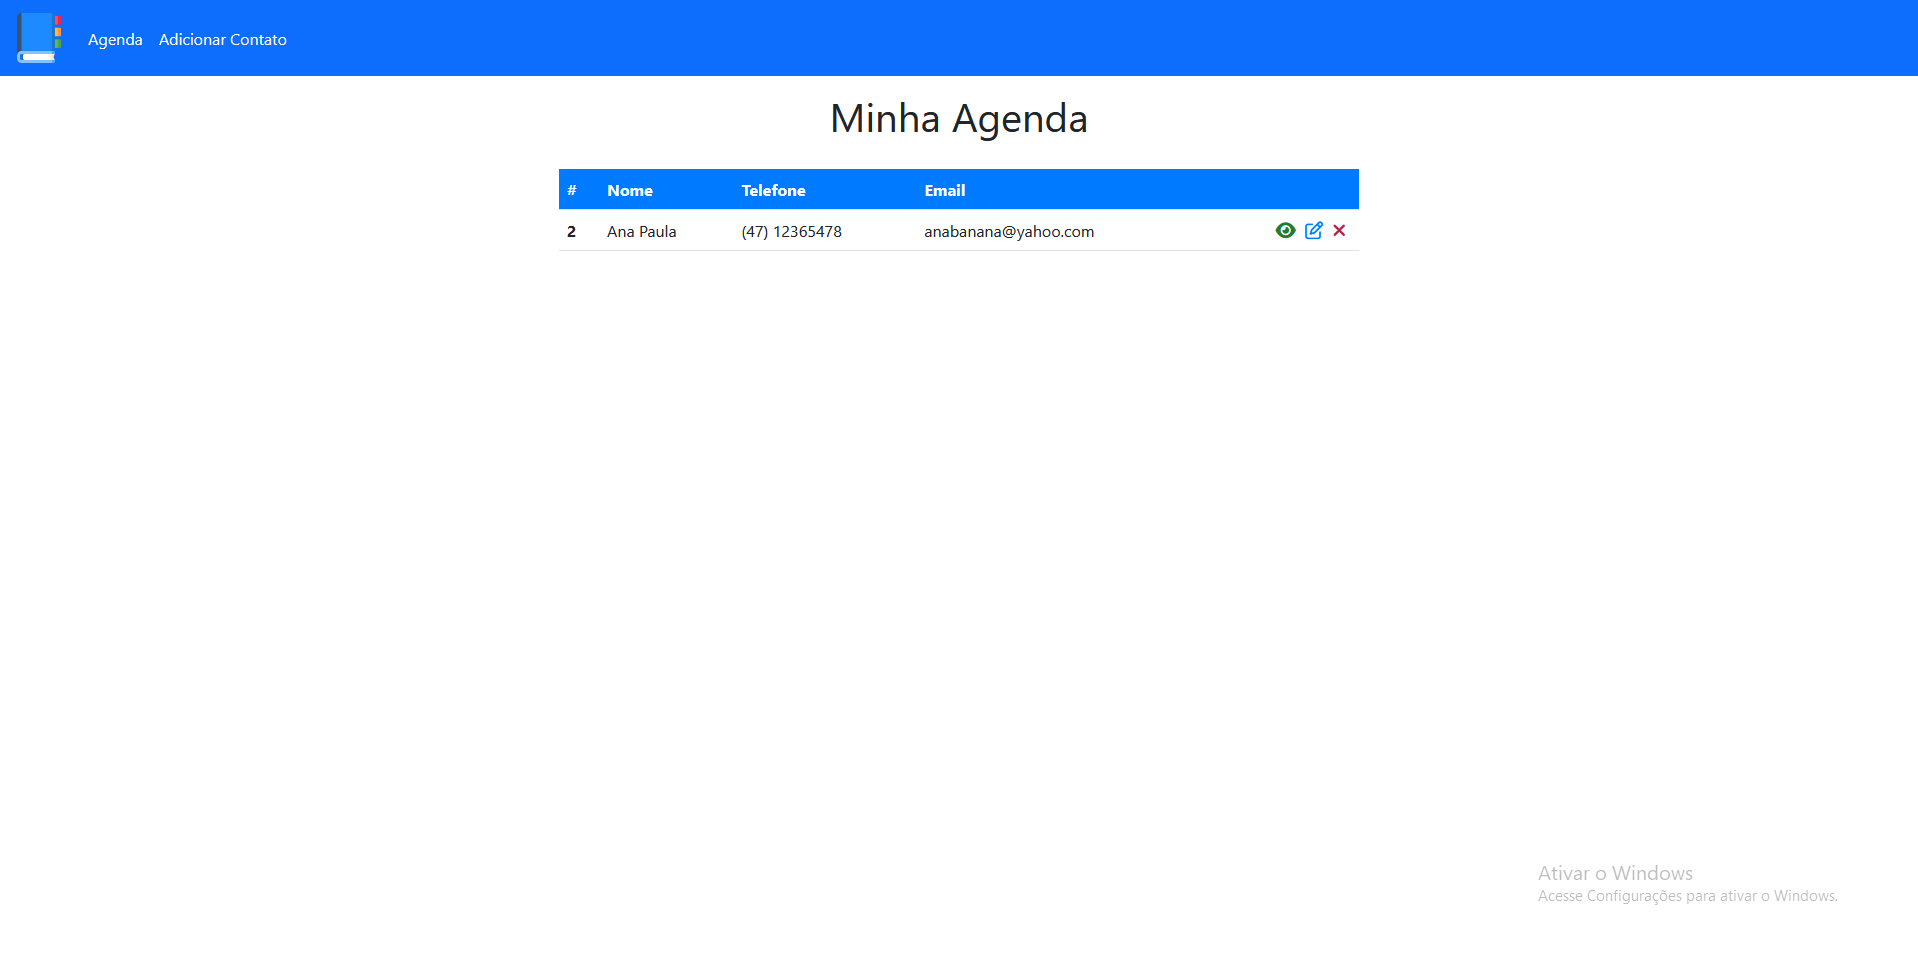 Agenda Adicionar Contato
Minha Agenda
# Nome Telefone Email
2 Ana Paula (47) 12365478 anabanana@yahoo.com
Ativar o Windows
Acesse Configurações para ativar o Windows.